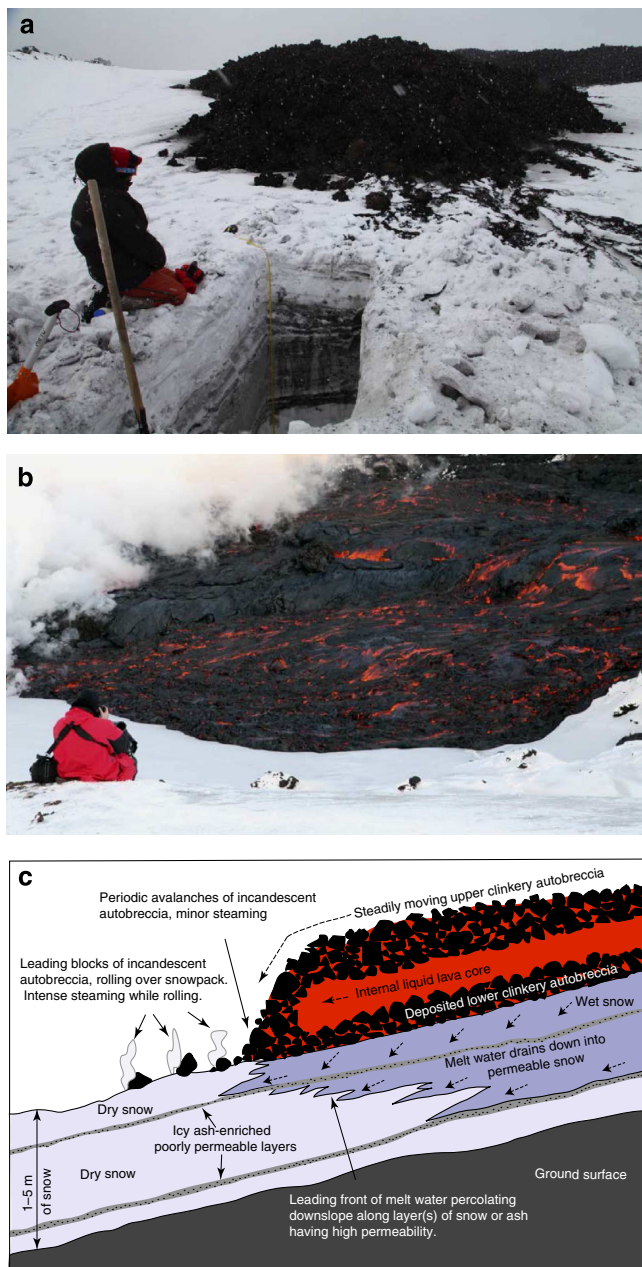 a
b
c
Periodic avalanches of incandescent
autobreccia, minor steaming
Steadily moving upper clinkery autobreccia
Leading blocks of incandescent
autobreccia, rolling over snowpack.
Intense steaming while rolling.
Internal liquid lava core
Deposited lower clinkery autobreccia
Wet snow
Melt water drains down into
permeable snow
Dry snow
Icy ash-enriched
poorly permeable layers
Dry snow
1–5 m
of snow
Ground surface
Leading front of melt water percolating
downslope along layer(s) of snow or ash
having high permeability.